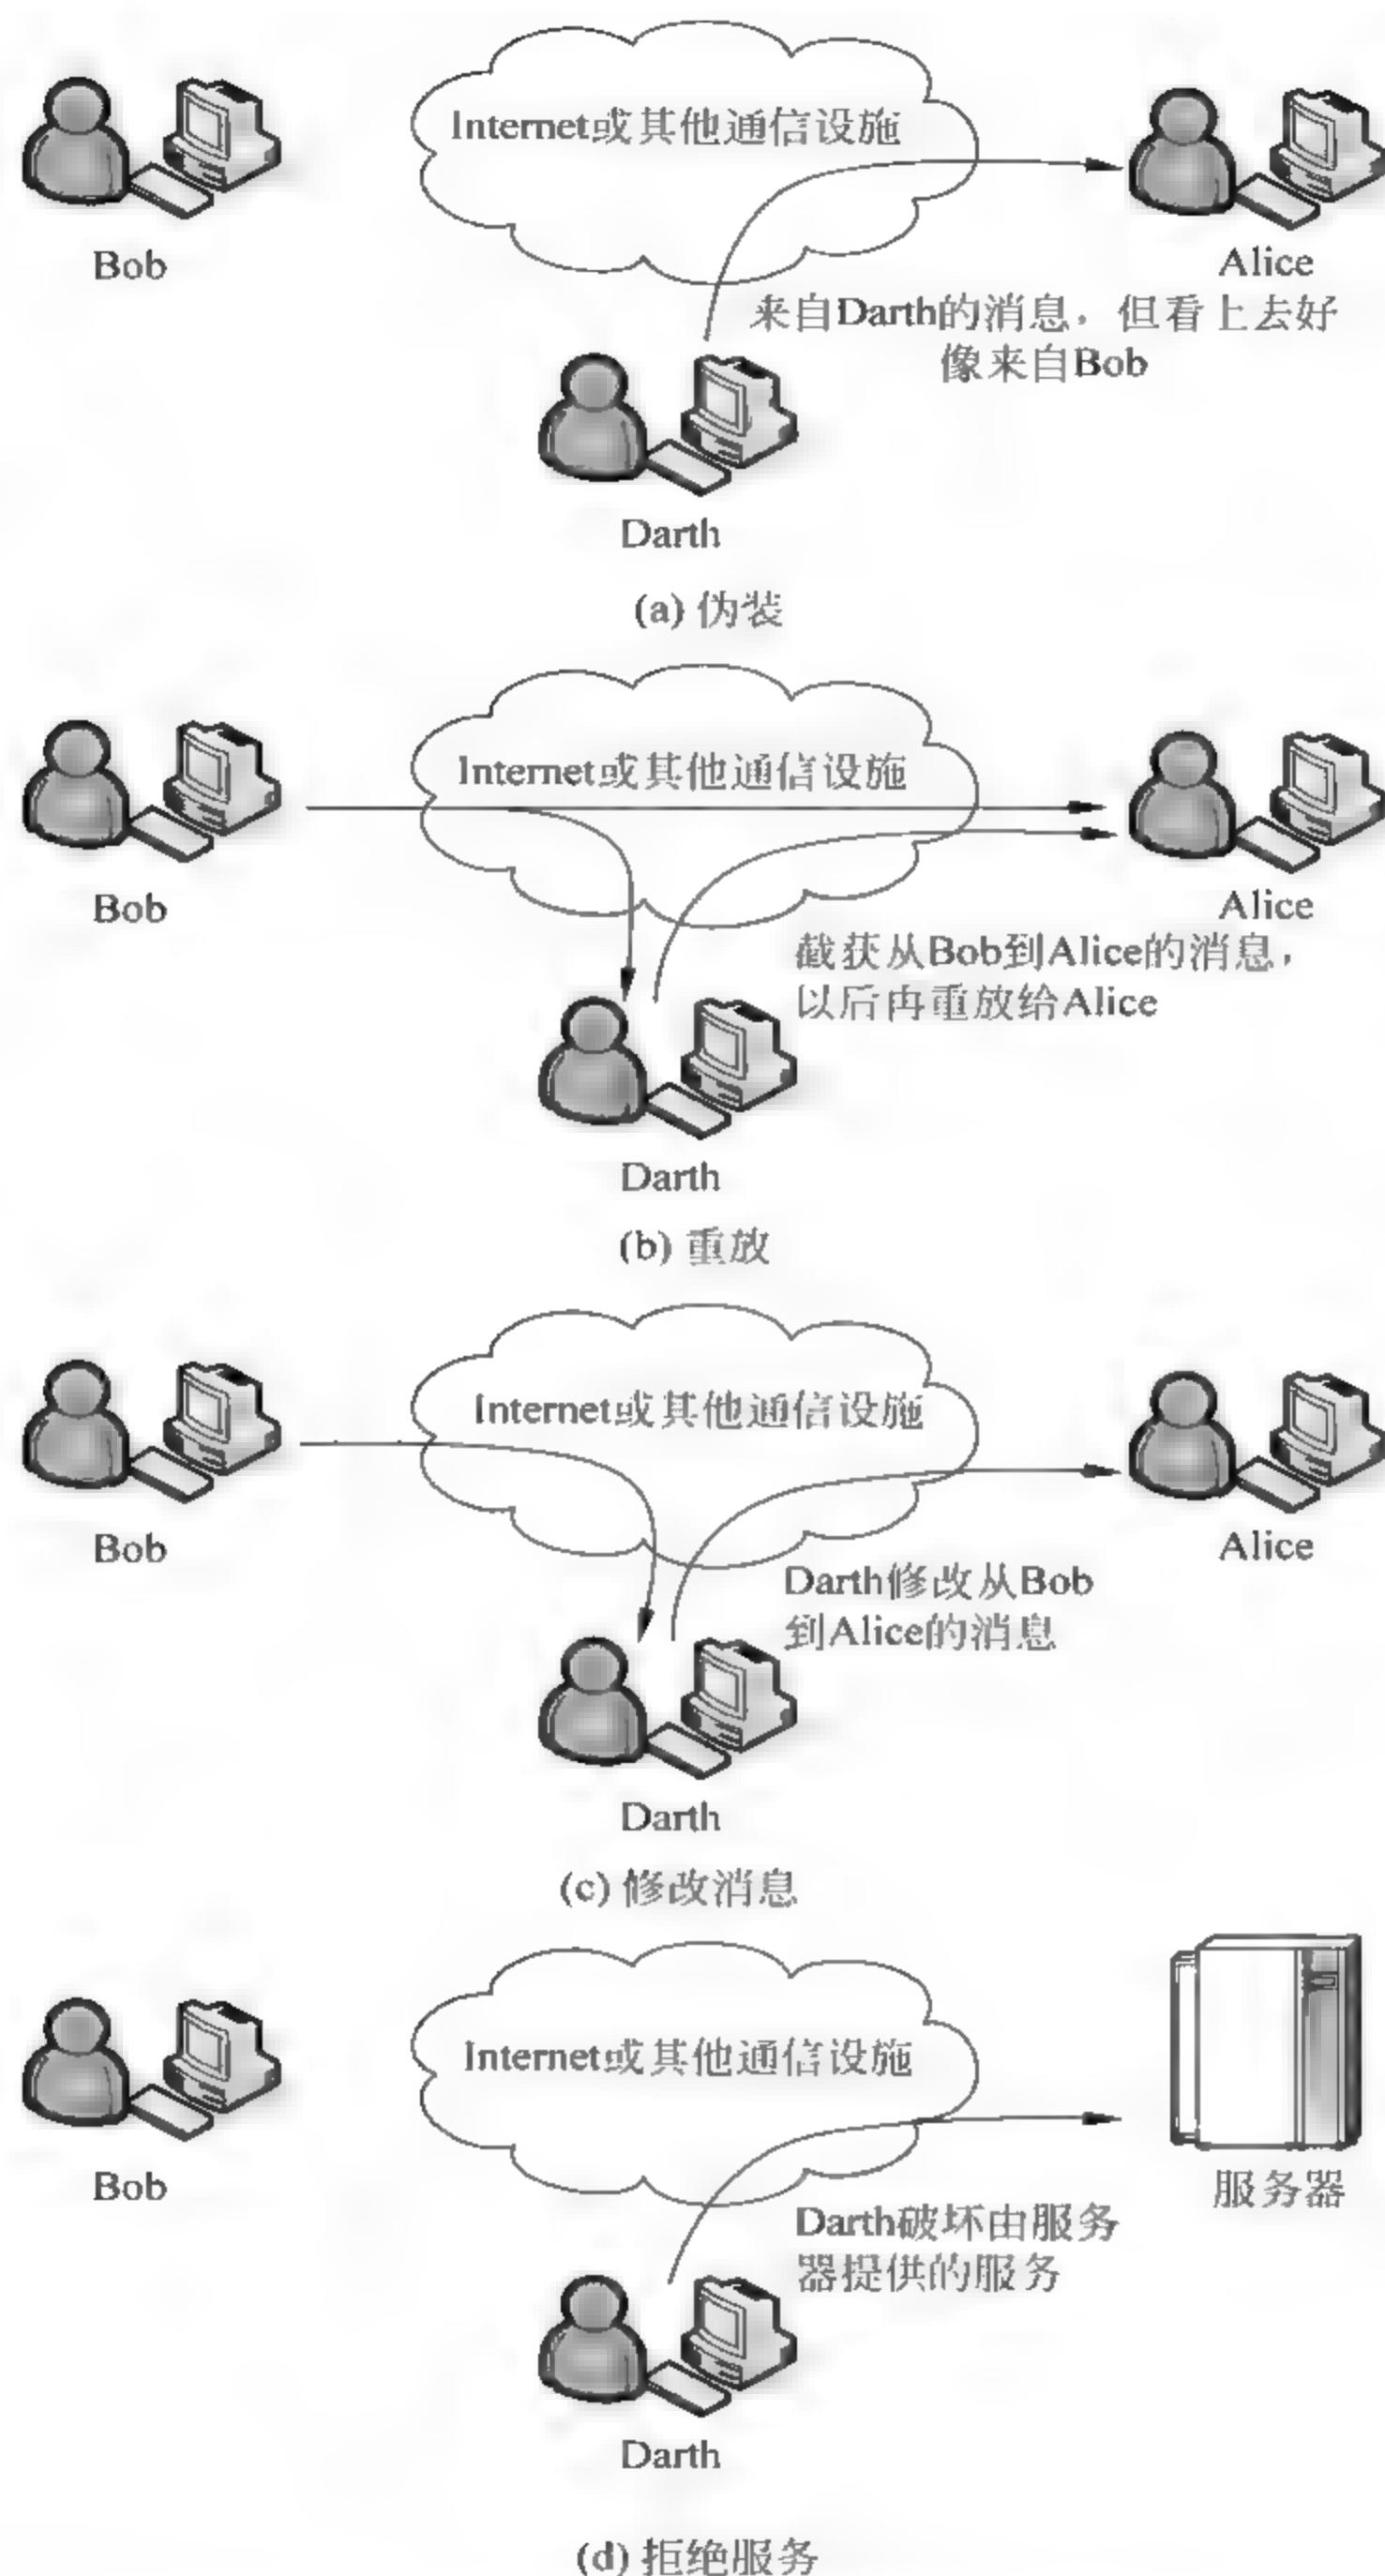 Internet或其他通信设施
Bob
Alice
来自Darth的消息，但看上去好
像来自Bob
Darth
(a) 伪装
Internet或其他通信设施
Bob
Alice
截获从Bob到Alice的消息，
以后再重放给Alice
Darth
(b) 重放
Internet或其他通信设施
Bob
Alice
Darth修改从Bob
到Alice的消息
Darth
(c) 修改消息
Internet或其他通信设施
Bob
服务器
Darth破坏由服务
器提供的服务
Darth
(d) 拒绝服务